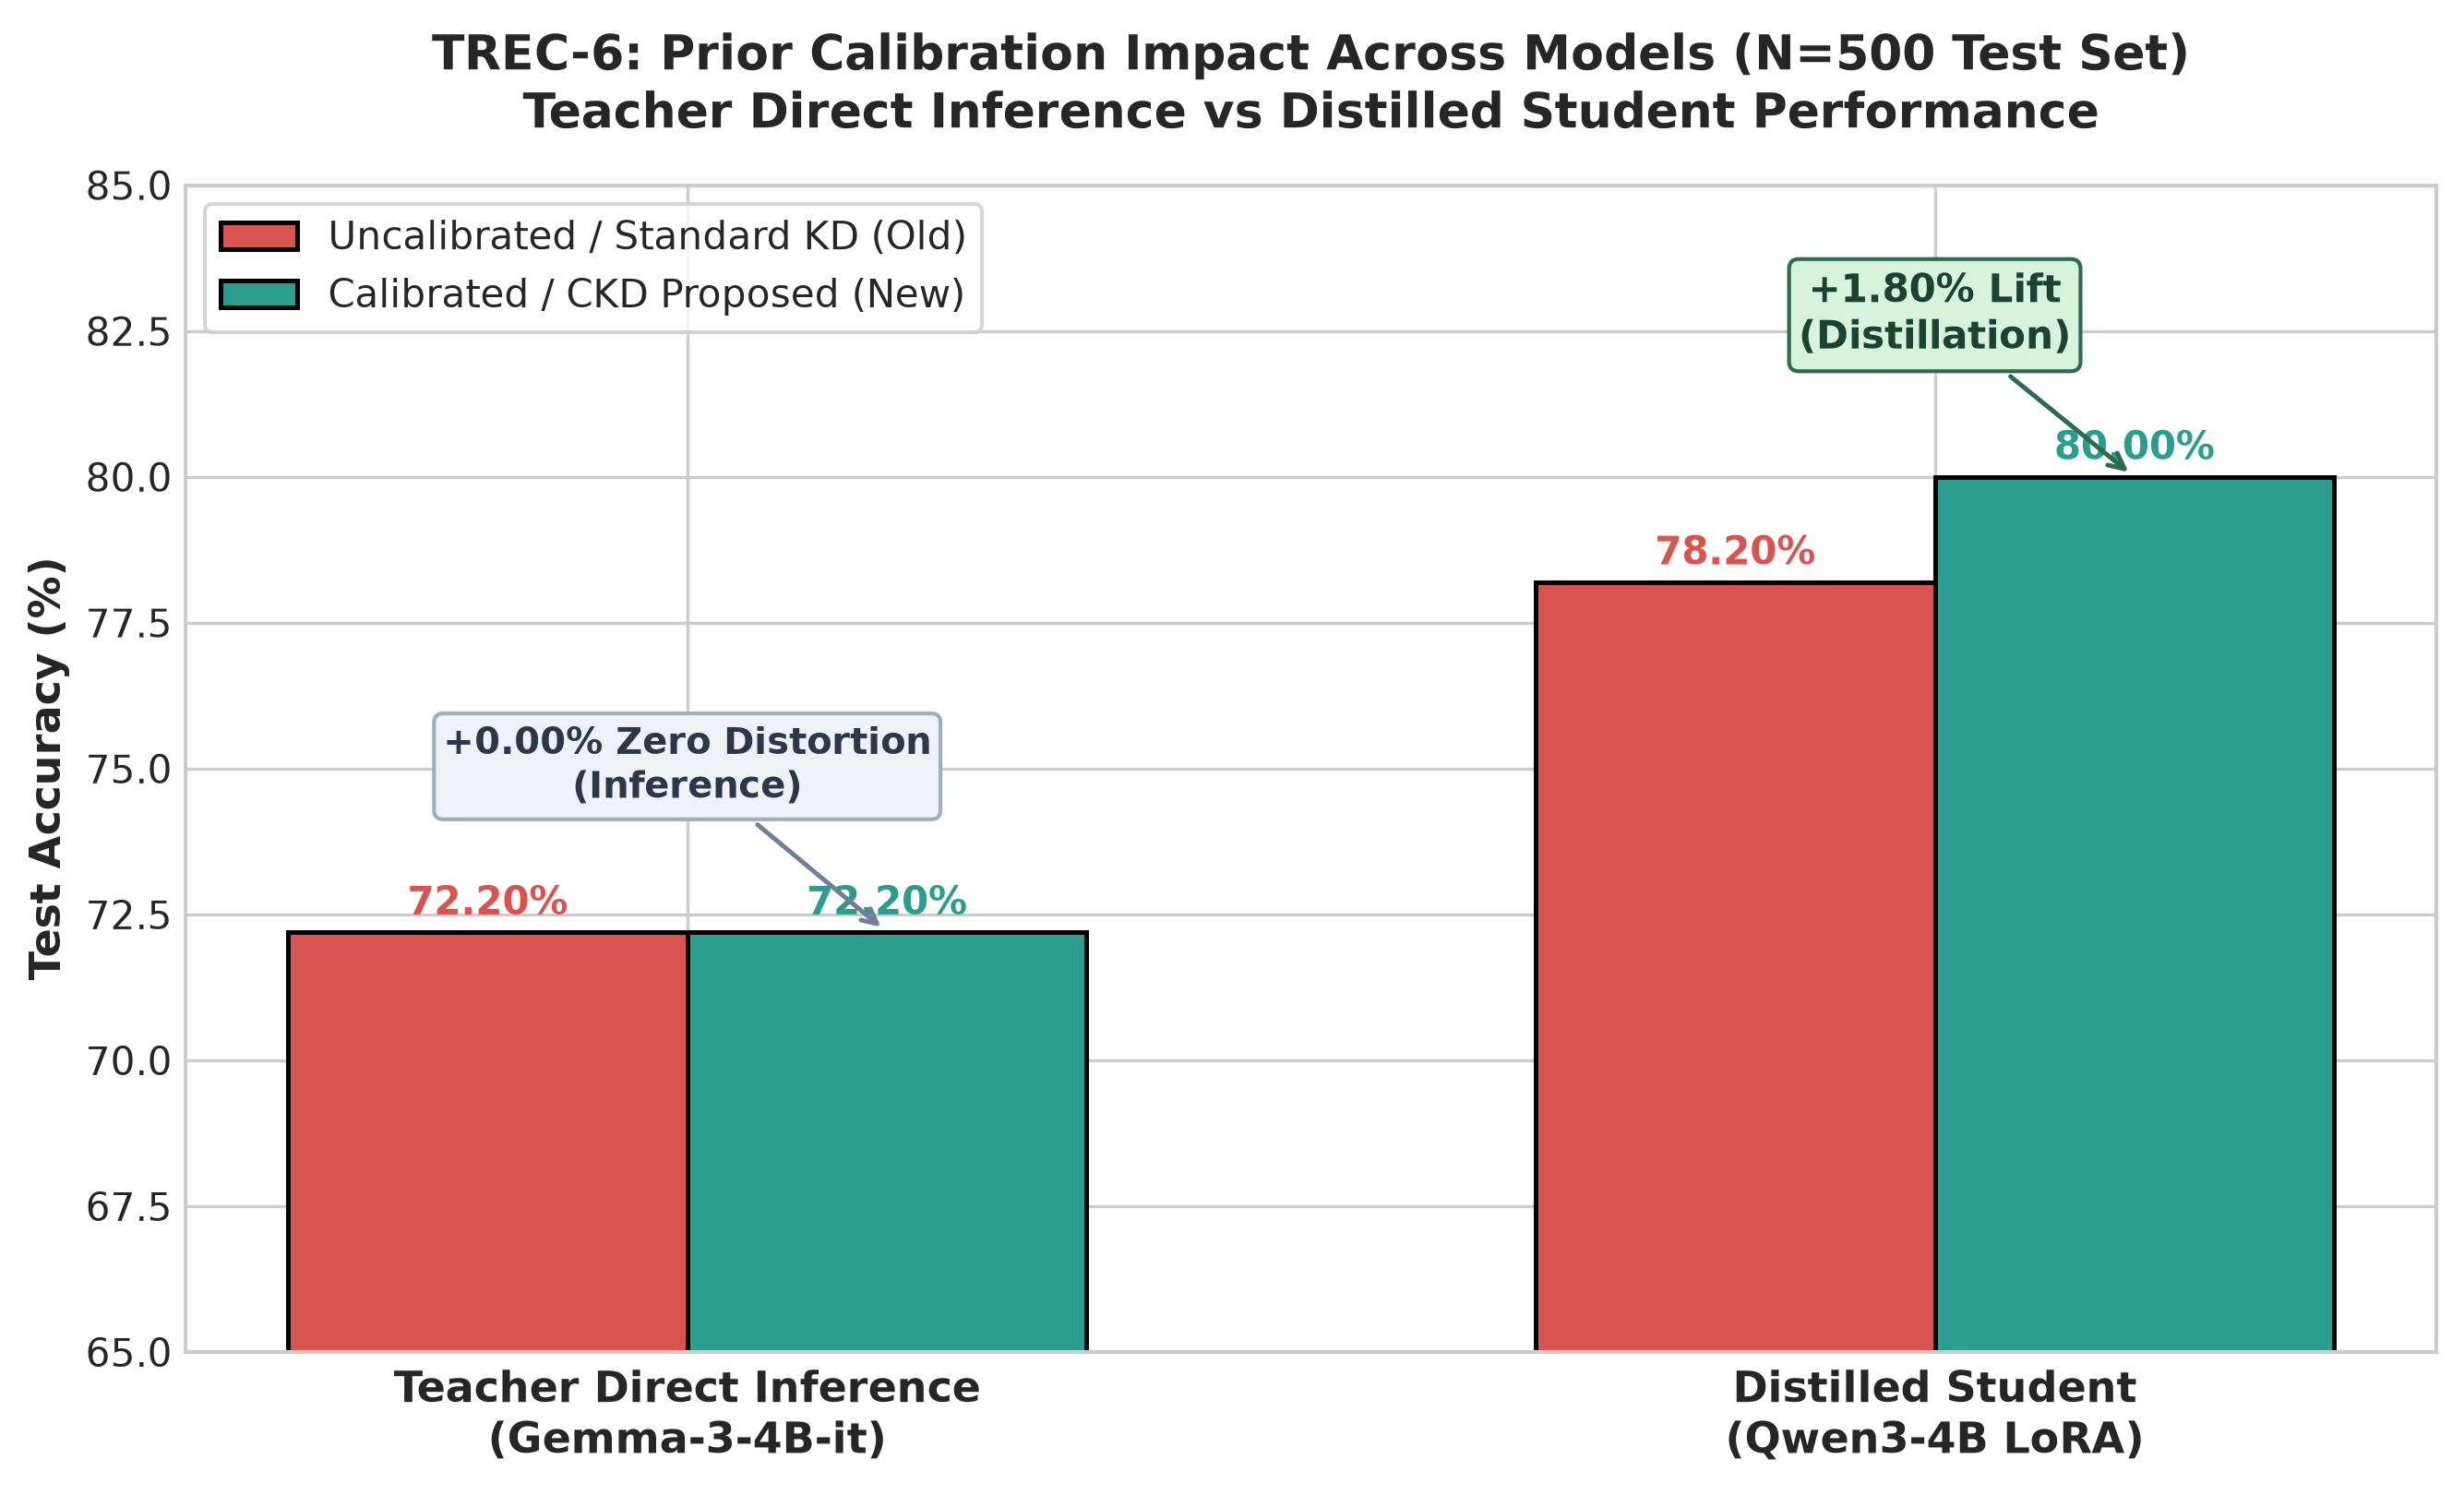 TREC-6: Prior Calibration Impact Across Models (N=500 Test Set)
Teacher Direct Inference vs Distilled Student Performance
Test Accuracy (%)
85.0
82.5
80.0
77.5
75.0
72.5
70.0
67.5
65.0
Uncalibrated / Standard KD (Old)
Calibrated / CKD Proposed (New)
+1.80% Lift
(Distillation)
80.00%
78.20%
+0.00% Zero Distortion
(Inference)
72.20%
72.20%
Teacher Direct Inference
(Gemma-3-4B-it)
Distilled Student
(Qwen3-4B LoRA)